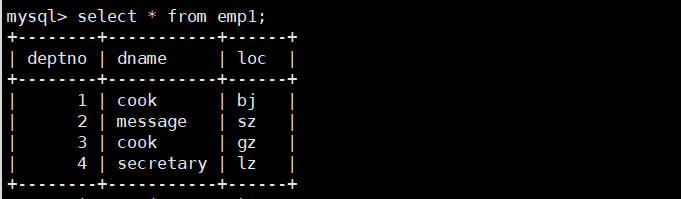 mysql> select * from emp1;
+--------+-----------+------+
| deptno | dname     | loc  |
+--------+-----------+------+
|      1 | cook      | bj   |
|      2 | message   | sz   |
|      3 | cook      | gz   |
|      4 | secretary | lz   |
+--------+-----------+------+